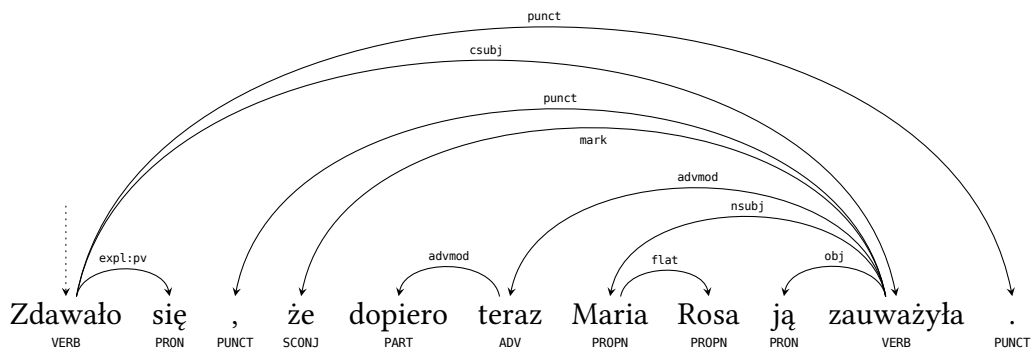 punct
csubj
punct
mark
advmod
nsubj
expl:pv advmod flat obj
Zdawało się , że dopiero teraz Maria Rosa ją zauważyła .
VERB PRON PUNCT SCONJ PART ADV PROPN PROPN PRON VERB PUNCT